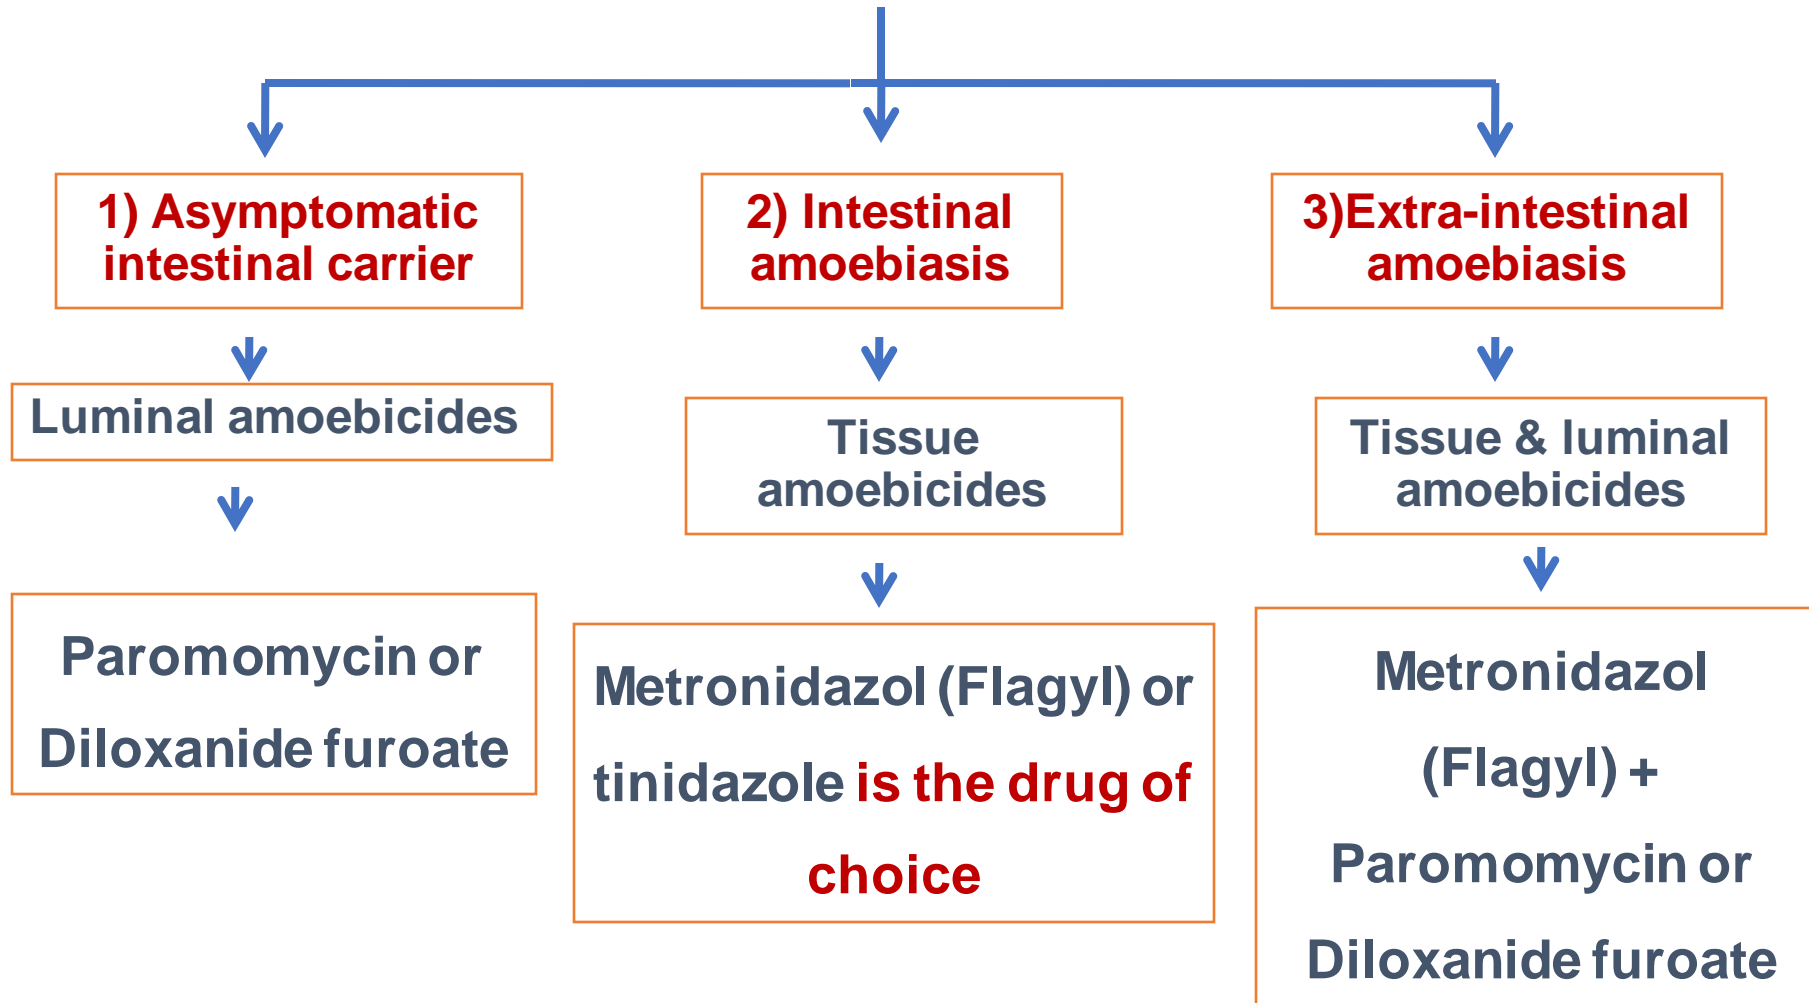 1) Asymptomatic
intestinal carrier
2) Intestinal
amoebiasis
3)Extra-intestinal
amoebiasis
Luminal amoebicides
Tissue
amoebicides
Tissue & luminal
amoebicides
Paromomycin or
Diloxanide furoate
Metronidazol (Flagyl) or
tinidazole is the drug of
choice
Metronidazol
(Flagyl) +
Paromomycin or
Diloxanide furoate